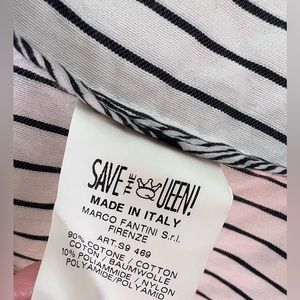 SAVE THE QUEEN!
MADE IN ITALY
MARCO FANTINI S.r.l.
FIRENZE
ART. S9 469
90% COTONE / COTTON
COTON / BAUMWOLLE
10% POLIAMMIDE / NYLON
POLYAMIDE/POLYAMID